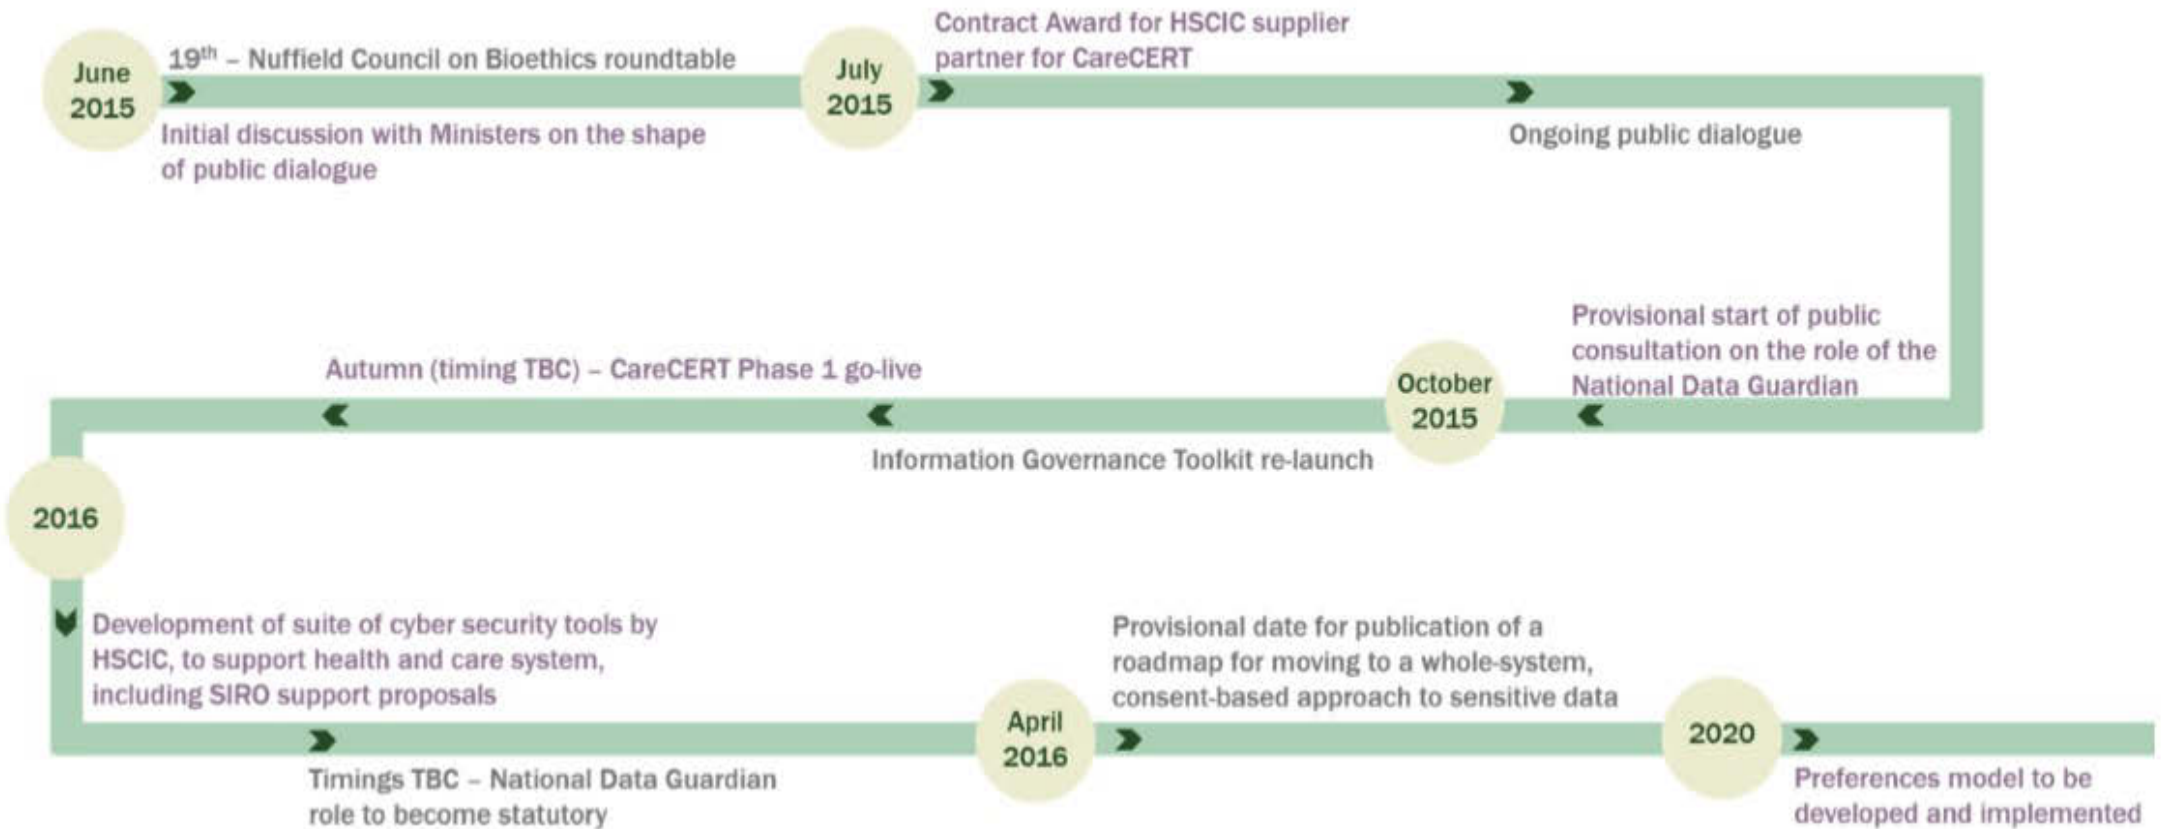 June
2015
19th – Nuffield Council on Bioethics roundtable
Initial discussion with Ministers on the shape
of public dialogue
July
2015
Contract Award for HSCIC supplier
partner for CareCERT
Ongoing public dialogue
Provisional start of public
consultation on the role of the
National Data Guardian
October
2015
Information Governance Toolkit re-launch
Autumn (timing TBC) – CareCERT Phase 1 go-live
2016
Development of suite of cyber security tools by
HSCIC, to support health and care system,
including SIRO support proposals
Timings TBC – National Data Guardian
role to become statutory
April
2016
Provisional date for publication of a
roadmap for moving to a whole-system,
consent-based approach to sensitive data
2020
Preferences model to be
developed and implemented